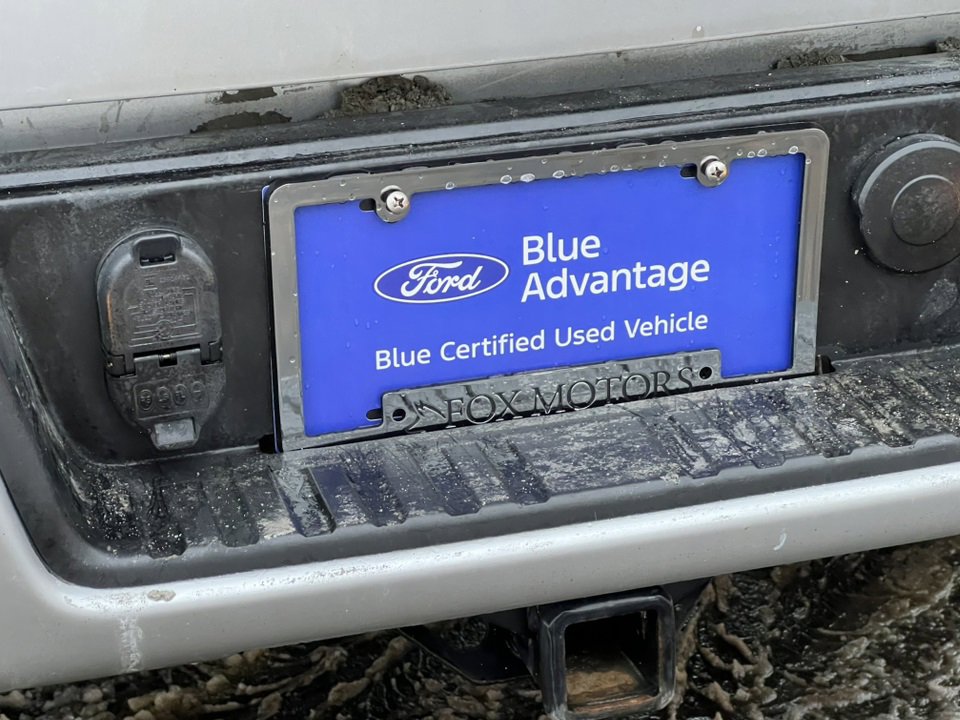 Ford
Blue
Advantage
Blue Certified Used Vehicle
FOX MOTORS